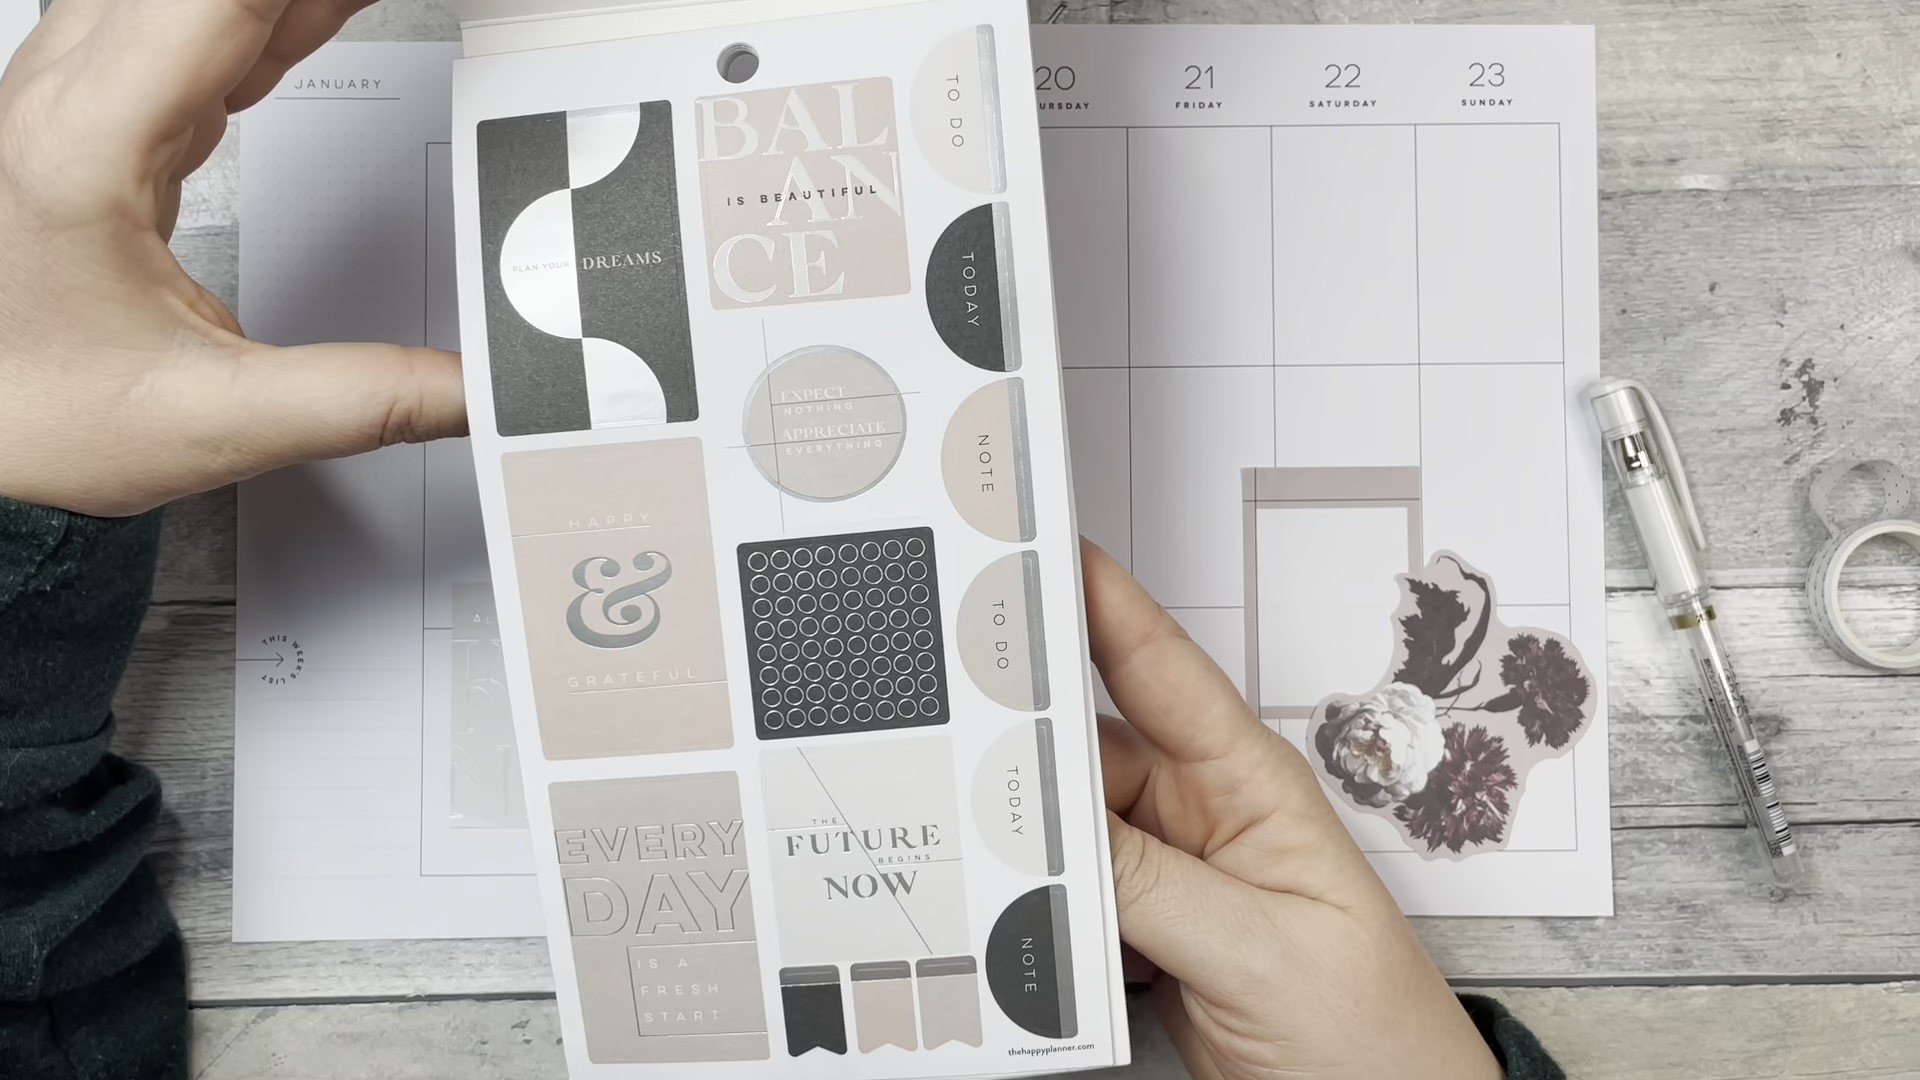 JANUARY
THIS WEEK'S LIST
PLAN YOUR DREAMS
BAL
AN
IS BEAUTIFUL
CE
EXPECT
NOTHING
APPRECIATE
EVERYTHING
HAPPY
&
GRATEFUL
EVERY
DAY
IS A
FRESH
START
THE
FUTURE
BEGINS
NOW
TO DO
TODAY
NOTE
TO DO
TODAY
NOTE
thehappyplanner.com
20
URSDAY
21
FRIDAY
22
SATURDAY
23
SUNDAY